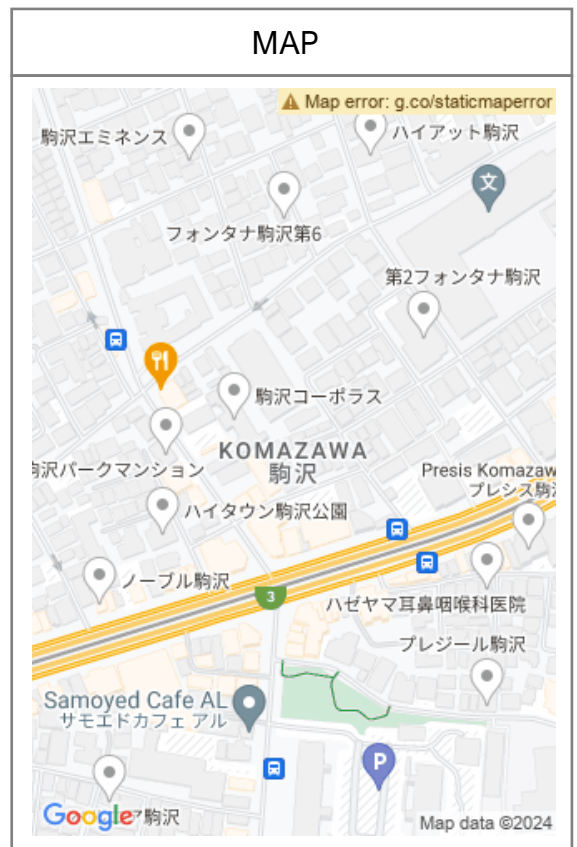 MAP
Map error: g.co/staticmaperror
駒沢エミネンス
ハイアット駒沢
文
フォンタナ駒沢第6
第2フォンタナ駒沢
駒沢コーポラス
KOMAZAWA
駒沢
沢パークマンション
Presis Komazaw
プレシス駒
ハイタウン駒沢公園
ノーブル駒沢
3
ハゼヤマ耳鼻咽喉科医院
プレジール駒沢
Samoyed Cafe AL
サモエドカフェ アル
P
ア駒沢
Google
Map data ©2024